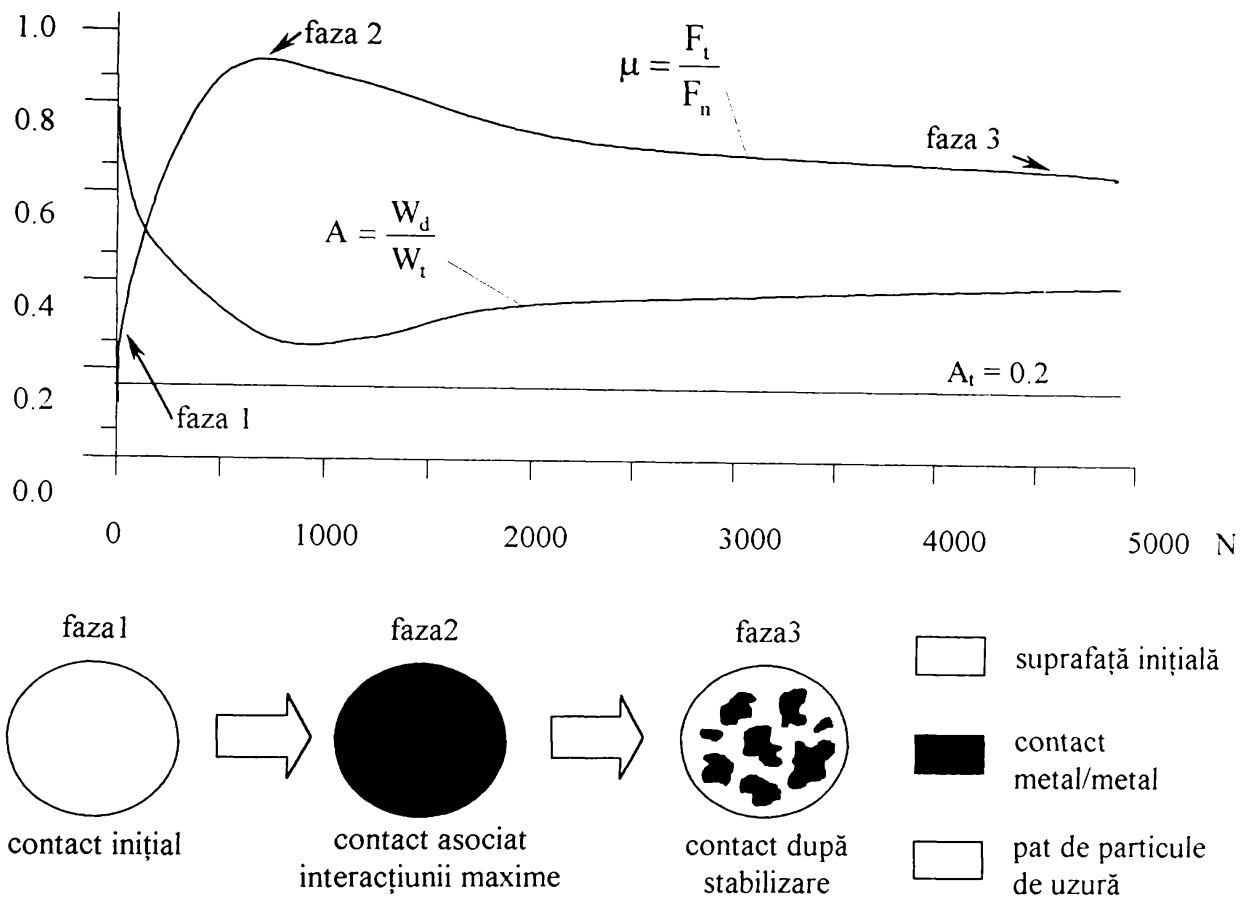 1.0
0.8
0.6
0.4
0.2
0.0
faza 2
μ = F_t / F_n
faza 3
A = W_d / W_t
A_t = 0.2
faza 1
0 1000 2000 3000 4000 5000 N
faza1
contact inițial
faza2
contact asociat
interacțiunii maxime
faza3
contact după
stabilizare
suprafață inițială
contact
metal/metal
pat de particule
de uzură